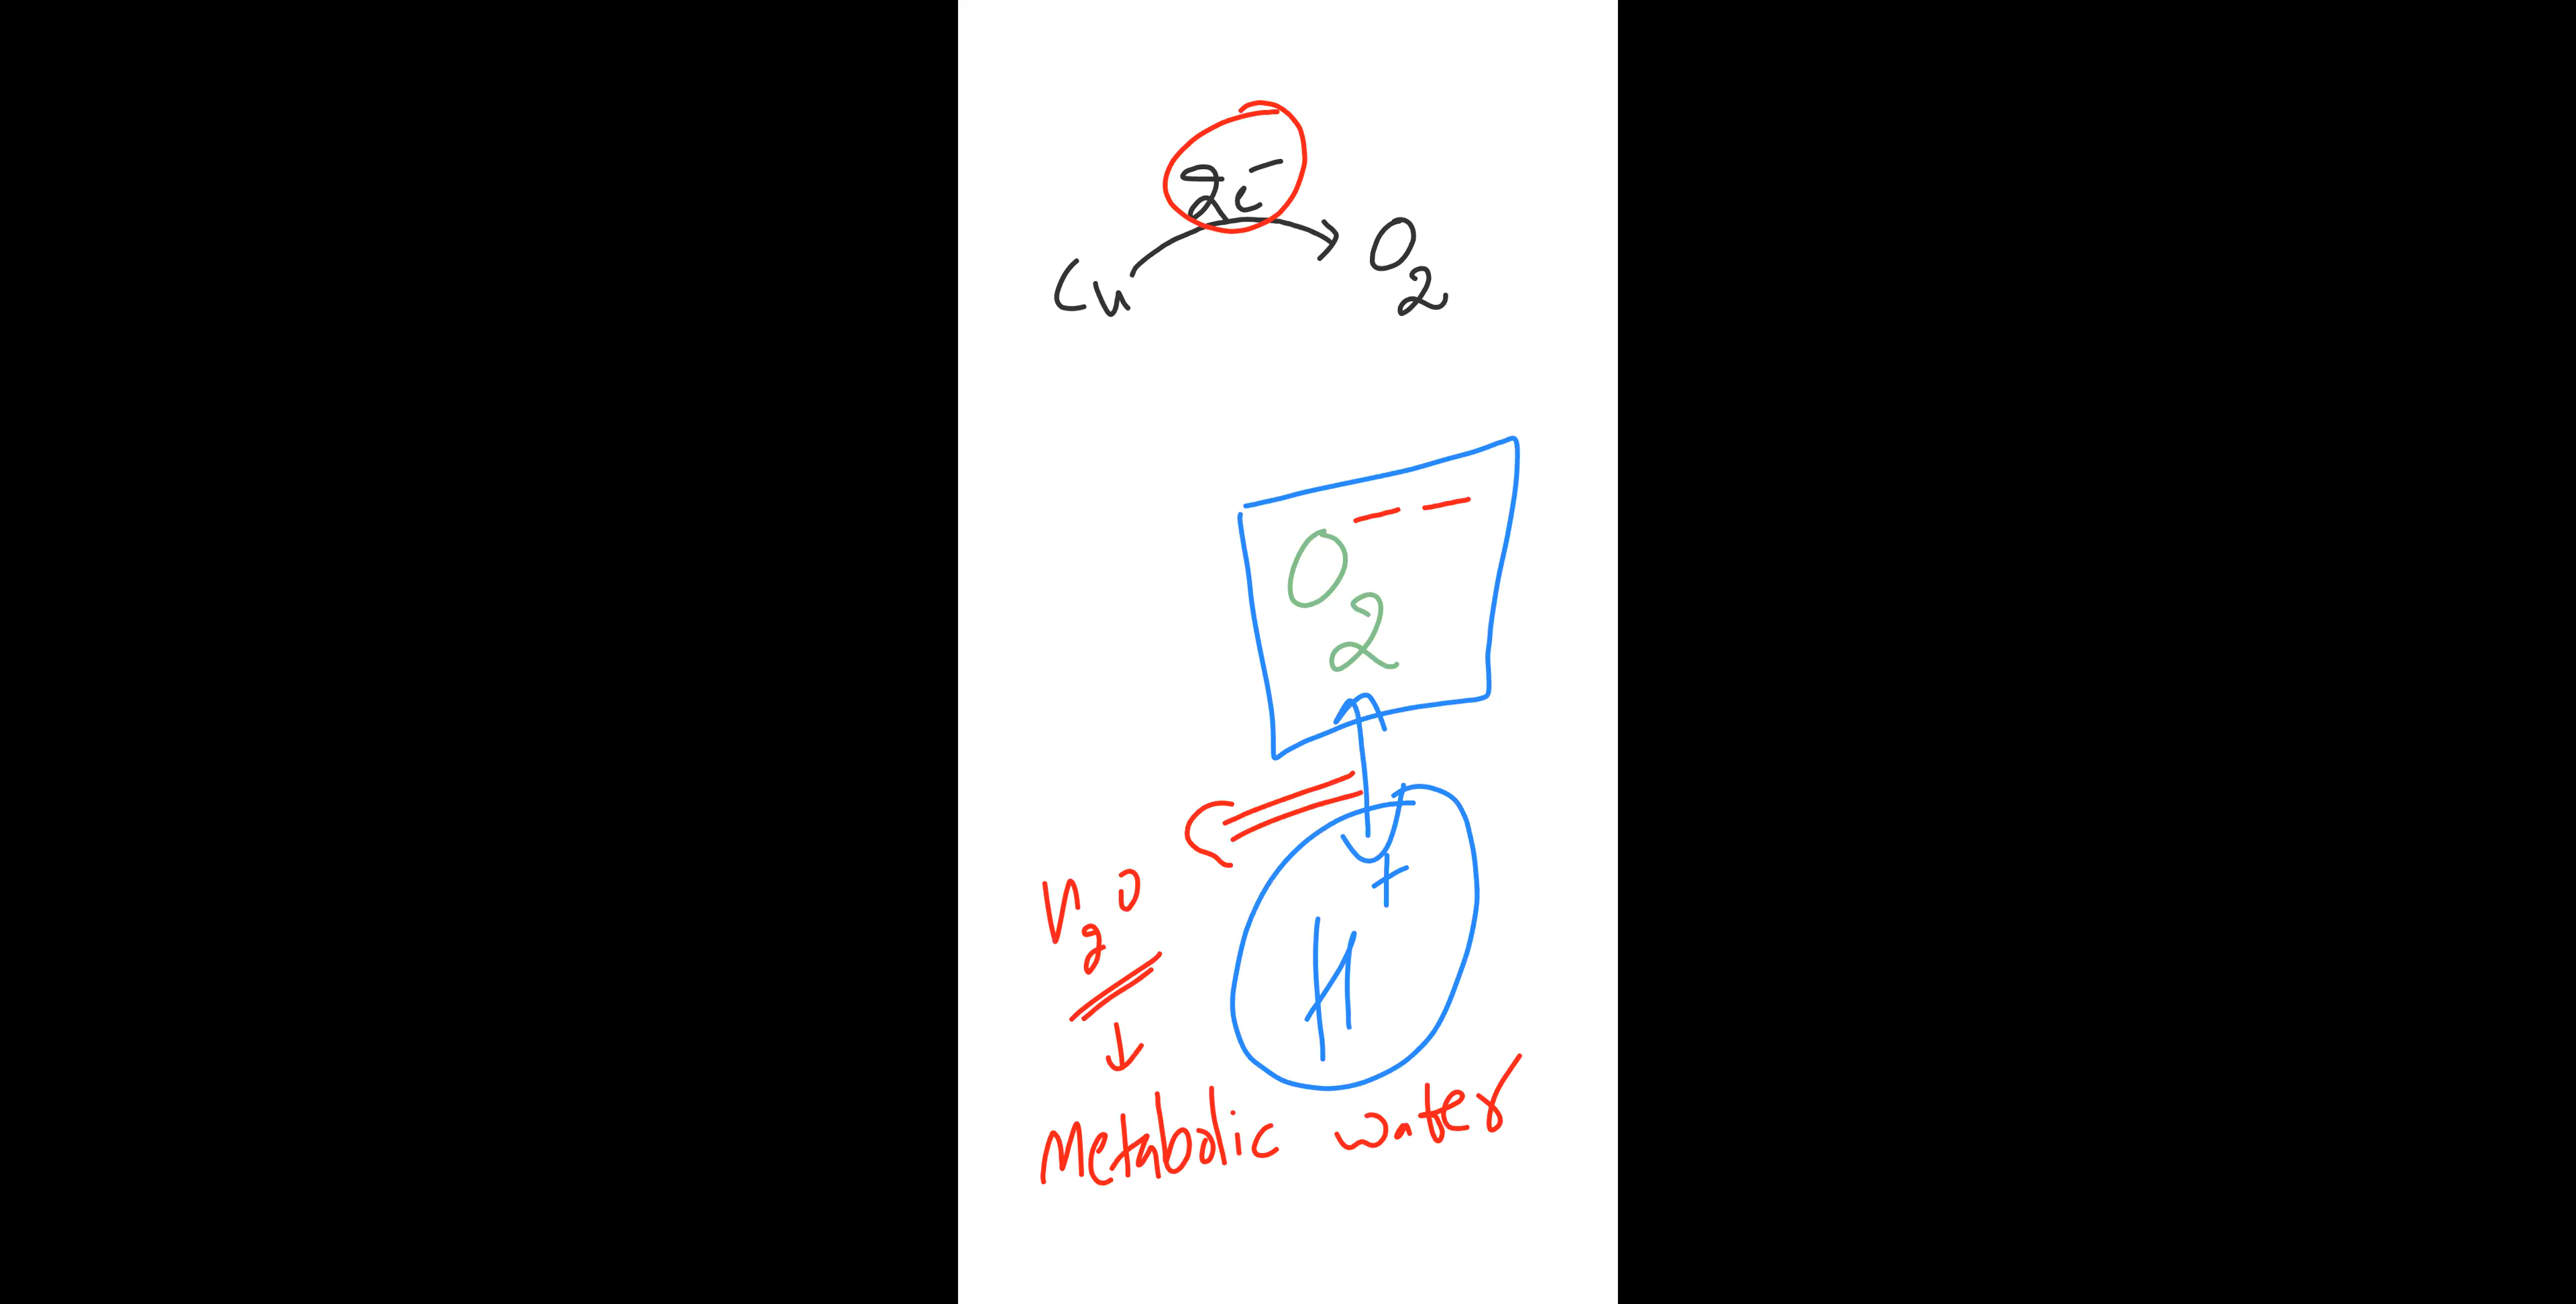 2e⁻
Cu
O₂
O₂⁻⁻
H⁺
H₂O
↓
Metabolic water